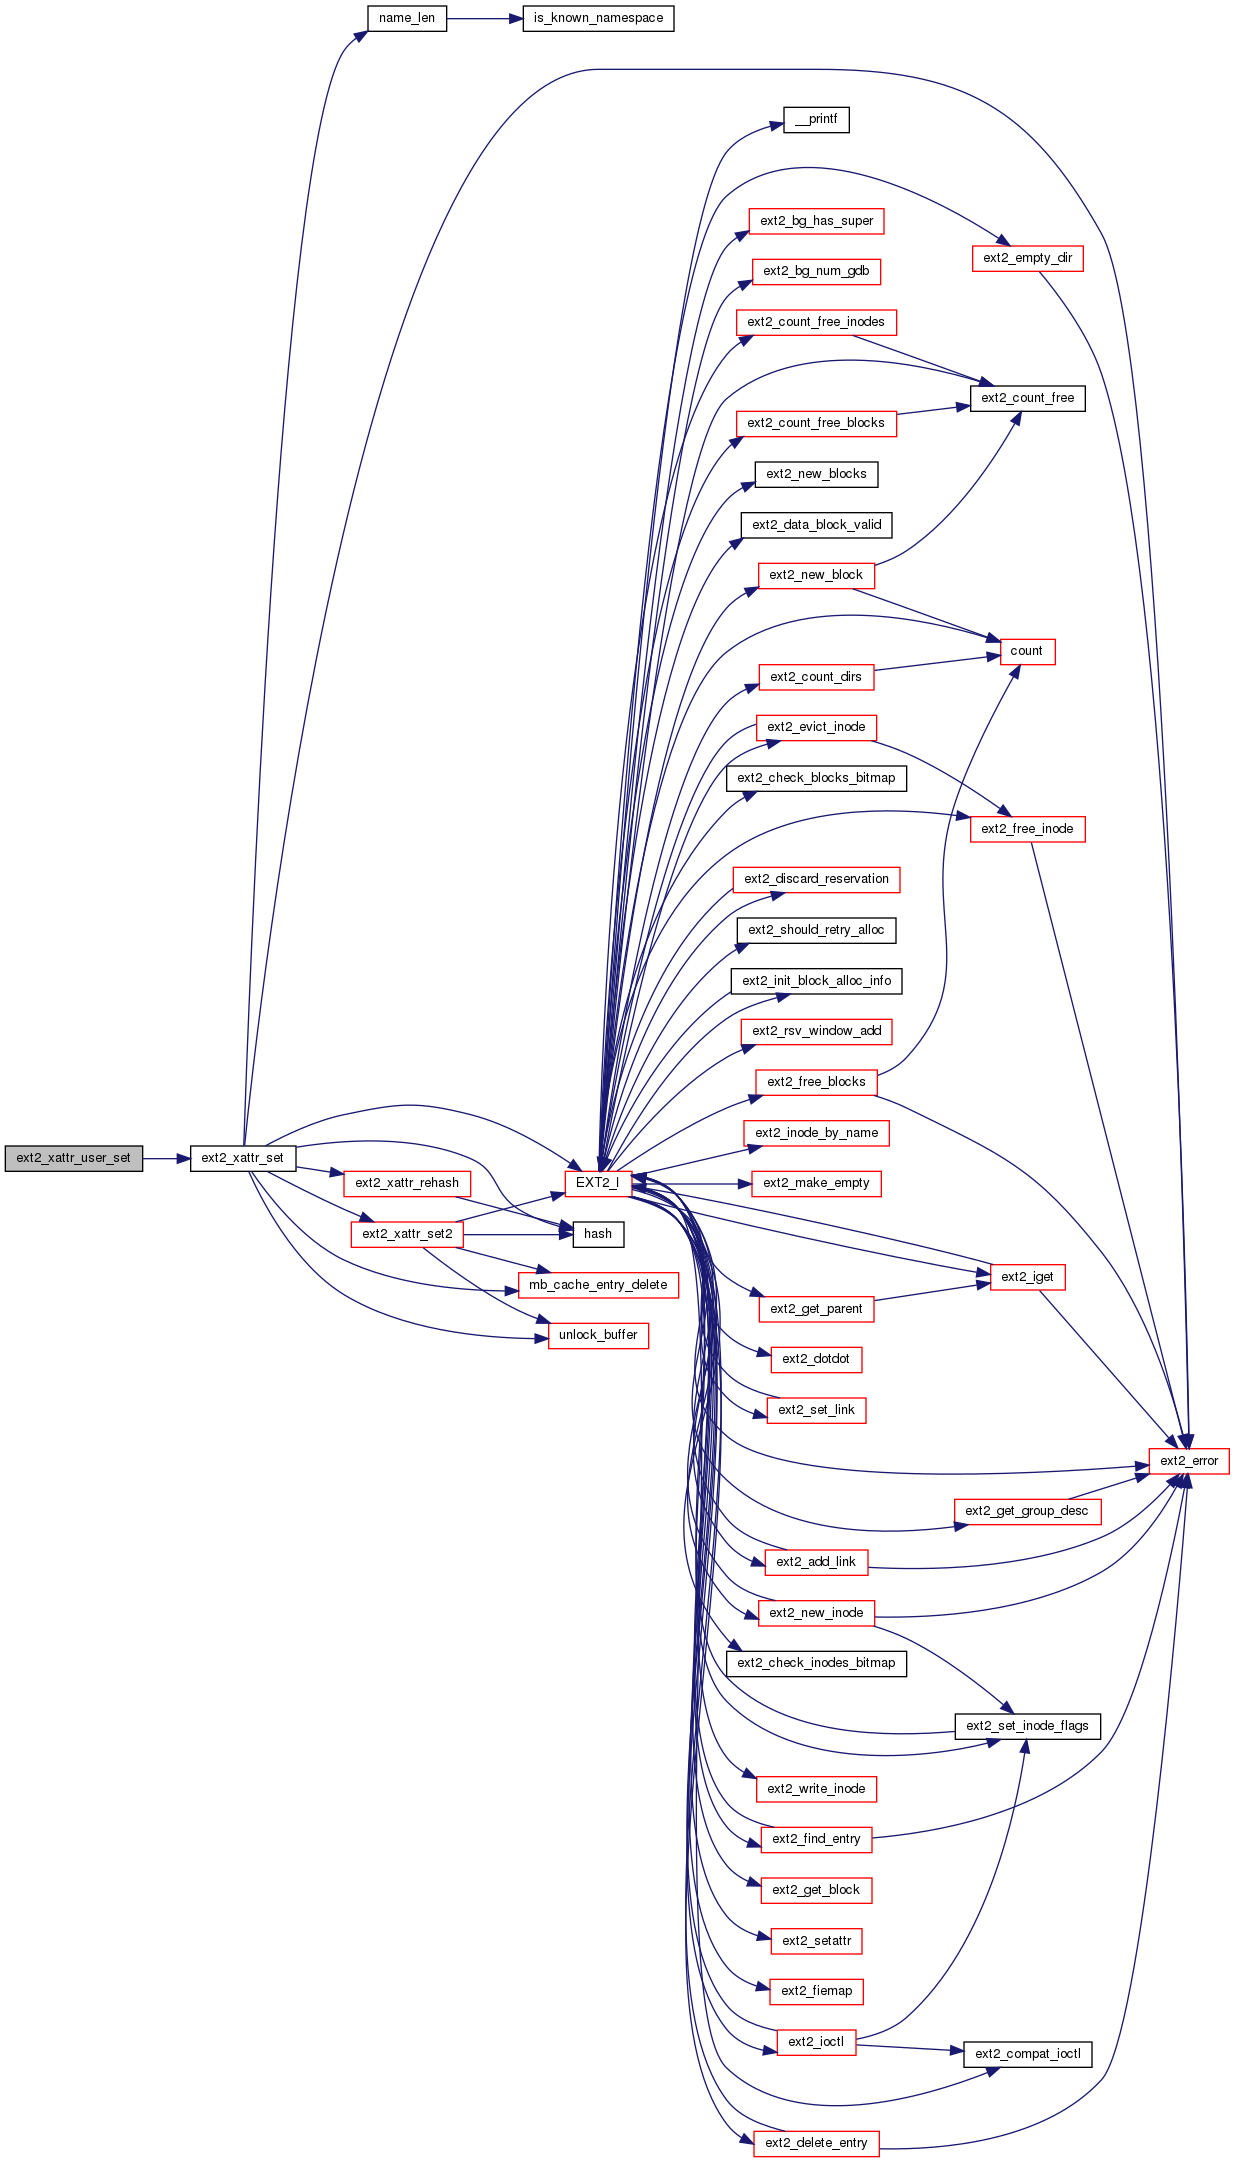 name_len
is_known_namespace
__printf
ext2_bg_has_super
ext2_empty_dir
ext2_bg_num_gdb
ext2_count_free_inodes
ext2_count_free
ext2_count_free_blocks
ext2_new_blocks
ext2_data_block_valid
ext2_new_block
count
ext2_count_dirs
ext2_evict_inode
ext2_check_blocks_bitmap
ext2_free_inode
ext2_discard_reservation
ext2_should_retry_alloc
ext2_init_block_alloc_info
ext2_rsv_window_add
ext2_free_blocks
ext2_inode_by_name
ext2_xattr_user_set
ext2_xattr_set
ext2_xattr_rehash
EXT2_I
ext2_make_empty
ext2_xattr_set2
hash
ext2_iget
mb_cache_entry_delete
ext2_get_parent
unlock_buffer
ext2_dotdot
ext2_set_link
ext2_error
ext2_get_group_desc
ext2_add_link
ext2_new_inode
ext2_check_inodes_bitmap
ext2_set_inode_flags
ext2_write_inode
ext2_find_entry
ext2_get_block
ext2_setattr
ext2_fiemap
ext2_ioctl
ext2_compat_ioctl
ext2_delete_entry